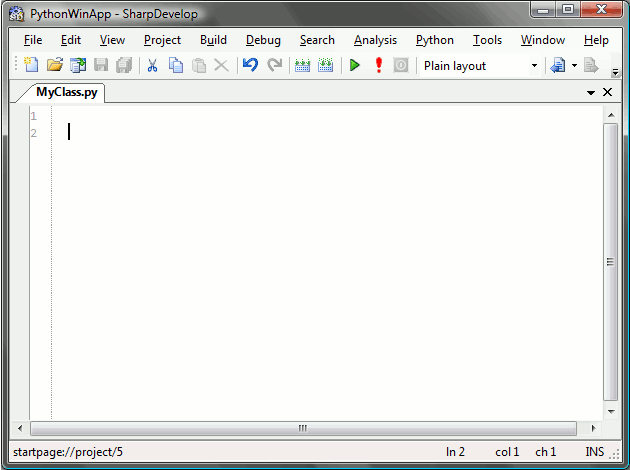 PythonWinApp - SharpDevelop
File Edit View Project Build Debug Search Analysis Python Tools Window Help
Plain layout
MyClass.py
1
2
startpage://project/5 ln 2 col 1 ch 1 INS